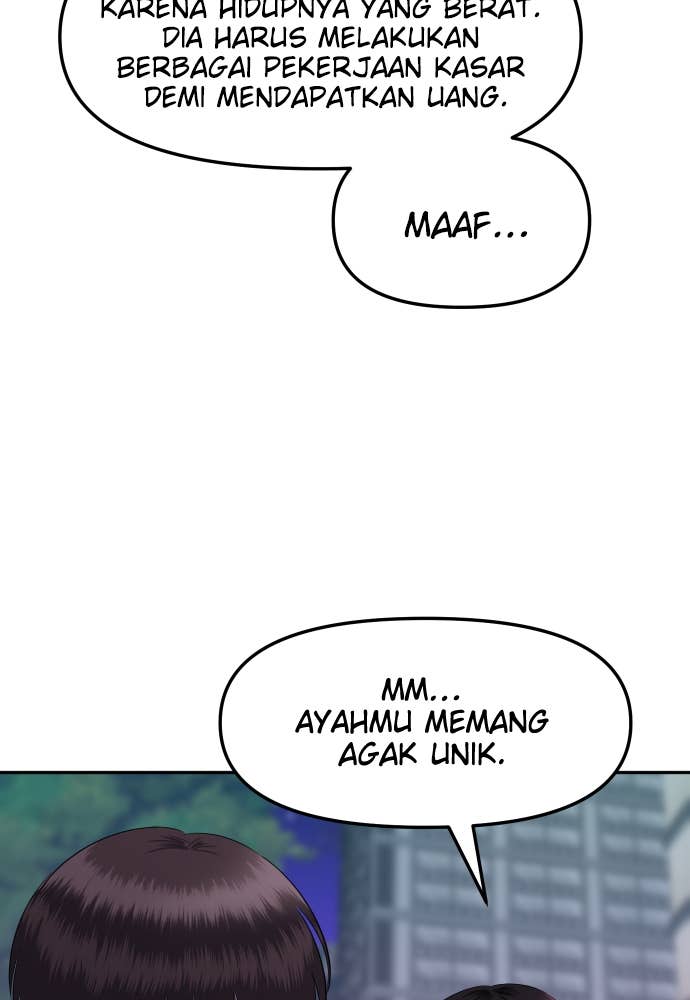 KARENA HIDUPNYA YANG BERAT.
DIA HARUS MELAKUKAN
BERBAGAI PEKERJAAN KASAR
DEMI MENDAPATKAN UANG.
MAAF...
MM...
AYAHMU MEMANG
AGAK UNIK.